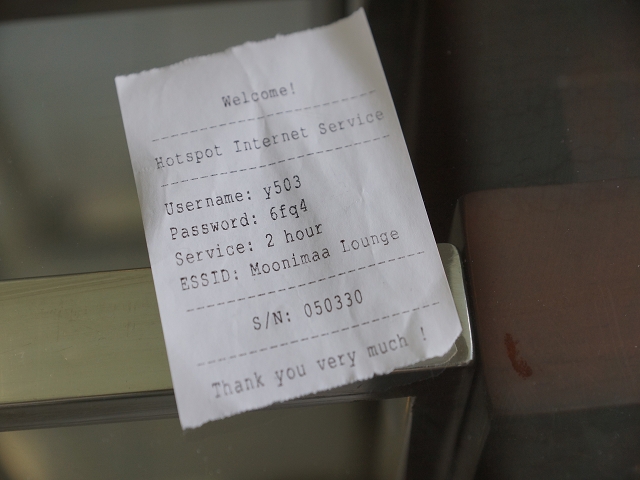 Welcome!
Hotspot Internet Service
Username: y503
Password: 6fq4
Service: 2 hour
ESSID: Moonimaa Lounge
S/N: 050330
Thank you very much !